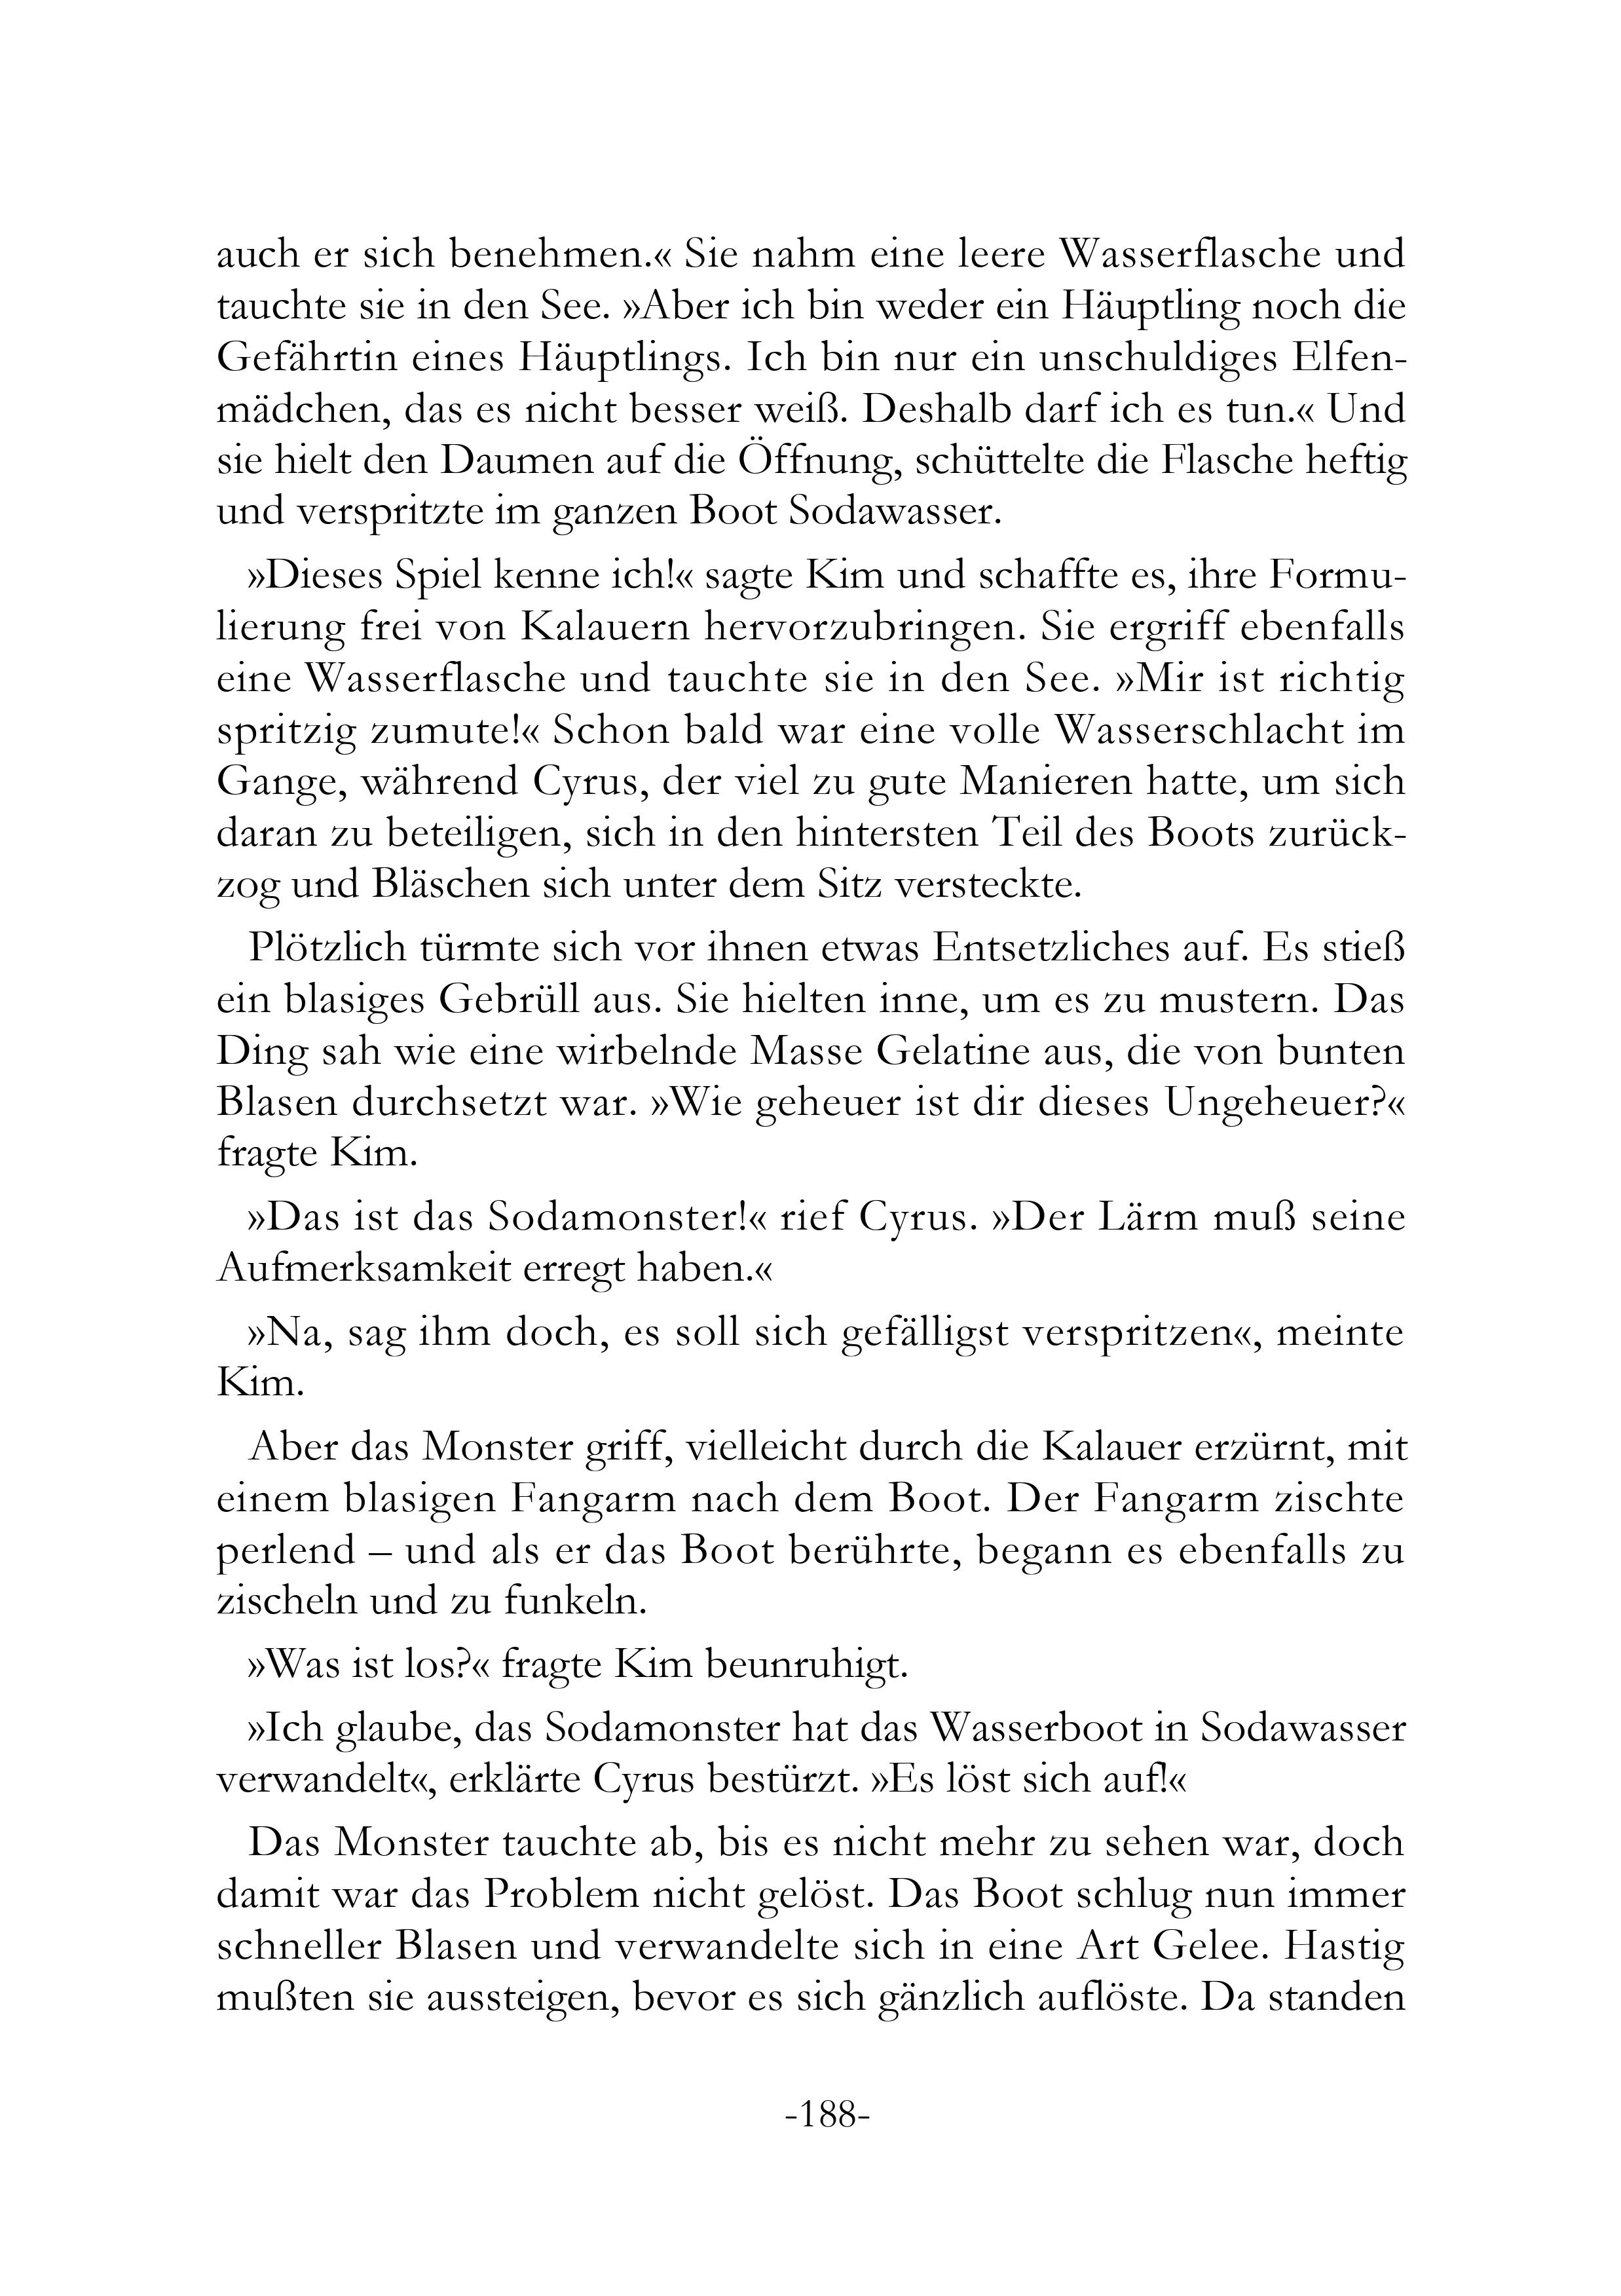 auch er sich benehmen.« Sie nahm eine leere Wasserflasche und
tauchte sie in den See. »Aber ich bin weder ein Häuptling noch die
Gefährtin eines Häuptlings. Ich bin nur ein unschuldiges Elfen-
mädchen, das es nicht besser weiß. Deshalb darf ich es tun.« Und
sie hielt den Daumen auf die Öffnung, schüttelte die Flasche heftig
und verspritzte im ganzen Boot Sodawasser.
»Dieses Spiel kenne ich!« sagte Kim und schaffte es, ihre Formu-
lierung frei von Kalauern hervorzubringen. Sie ergriff ebenfalls
eine Wasserflasche und tauchte sie in den See. »Mir ist richtig
spritzig zumute!« Schon bald war eine volle Wasserschlacht im
Gange, während Cyrus, der viel zu gute Manieren hatte, um sich
daran zu beteiligen, sich in den hintersten Teil des Boots zurück-
zog und Bläschen sich unter dem Sitz versteckte.
Plötzlich türmte sich vor ihnen etwas Entsetzliches auf. Es stieß
ein blasiges Gebrüll aus. Sie hielten inne, um es zu mustern. Das
Ding sah wie eine wirbelnde Masse Gelatine aus, die von bunten
Blasen durchsetzt war. »Wie geheuer ist dir dieses Ungeheuer?«
fragte Kim.
»Das ist das Sodamonster!« rief Cyrus. »Der Lärm muß seine
Aufmerksamkeit erregt haben.«
»Na, sag ihm doch, es soll sich gefälligst verspritzen«, meinte
Kim.
Aber das Monster griff, vielleicht durch die Kalauer erzürnt, mit
einem blasigen Fangarm nach dem Boot. Der Fangarm zischte
perlend – und als er das Boot berührte, begann es ebenfalls zu
zischeln und zu funkeln.
»Was ist los?« fragte Kim beunruhigt.
»Ich glaube, das Sodamonster hat das Wasserboot in Sodawasser
verwandelt«, erklärte Cyrus bestürzt. »Es löst sich auf!«
Das Monster tauchte ab, bis es nicht mehr zu sehen war, doch
damit war das Problem nicht gelöst. Das Boot schlug nun immer
schneller Blasen und verwandelte sich in eine Art Gelee. Hastig
mußten sie aussteigen, bevor es sich gänzlich auflöste. Da standen
-188-